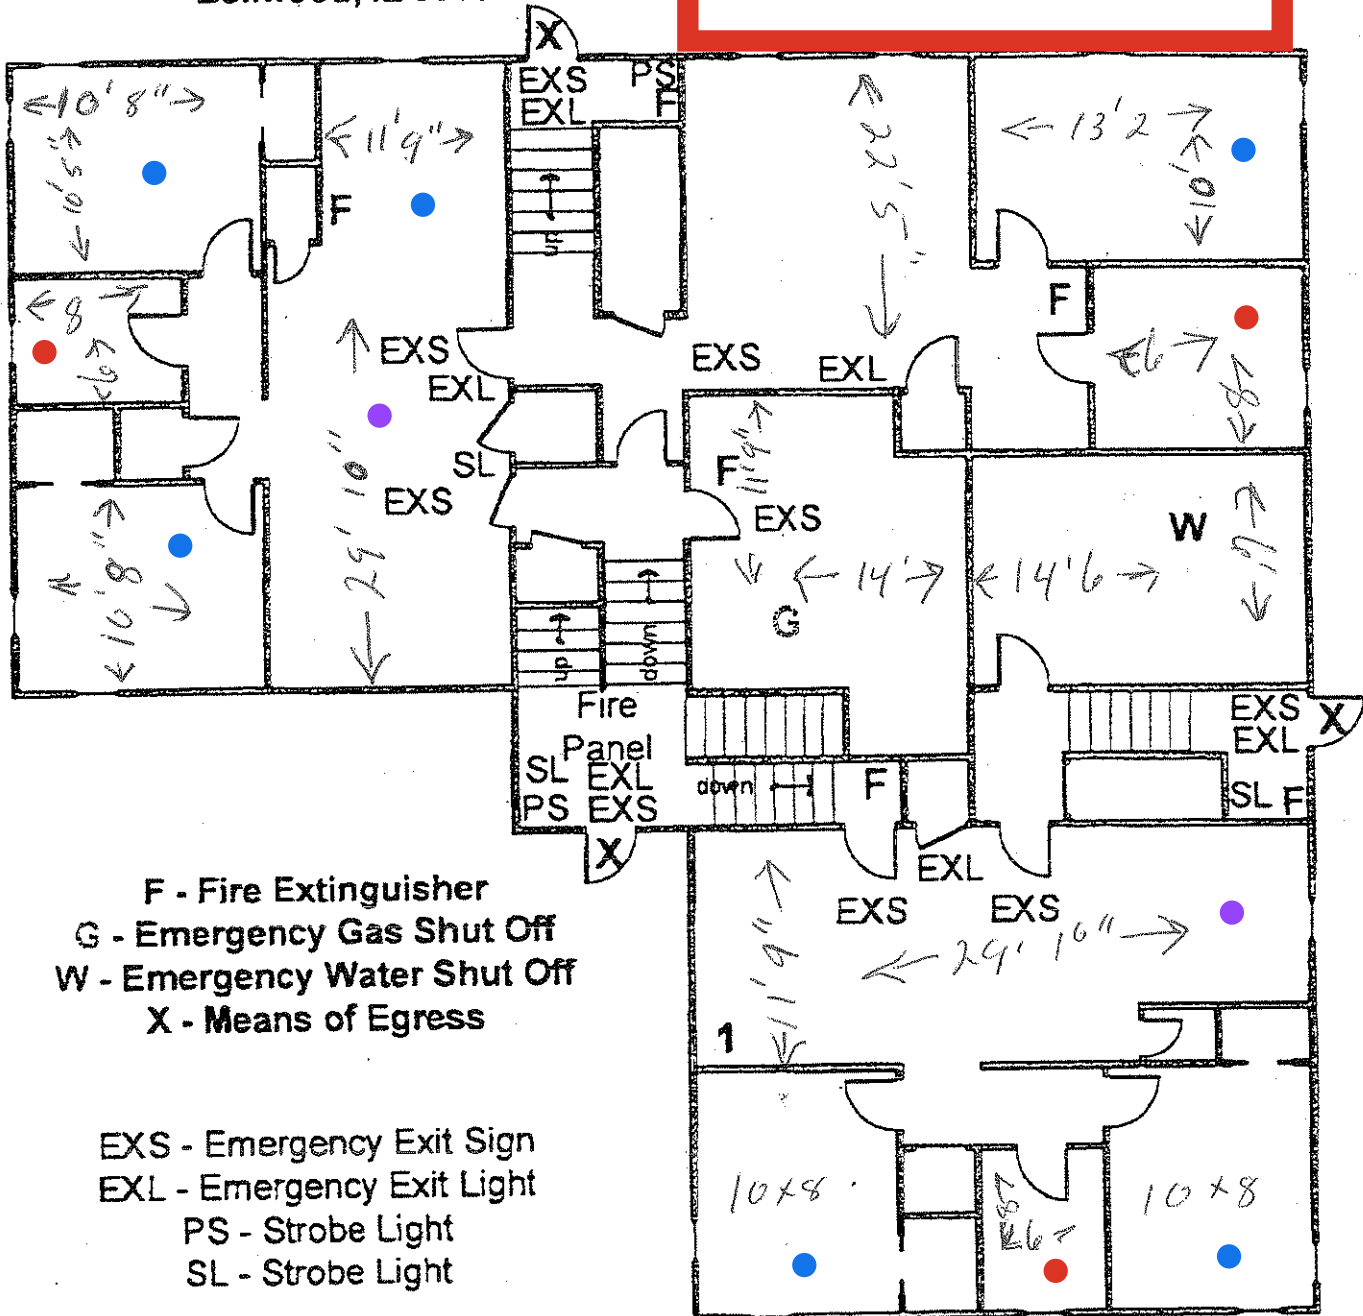 X
EXS PS
EXL F
10'8"
10'5"
11'9"
F
22'5"
13'2
10'
up
8
6
EXS
EXL
EXS
EXL
F
6
8
SL
EXS
29' 10"
F
11'9"
EXS
W
14'
14'6
G
10'8"
up
down
Fire
Panel
SL EXL
PS EXS
X
down
F
EXS
EXL
X
SL F
EXL
EXS
EXS
11'9"
29' 10"
1
F - Fire Extinguisher
G - Emergency Gas Shut Off
W - Emergency Water Shut Off
X - Means of Egress
EXS - Emergency Exit Sign
EXL - Emergency Exit Light
PS - Strobe Light
SL - Strobe Light
10x8
8
6
10x8